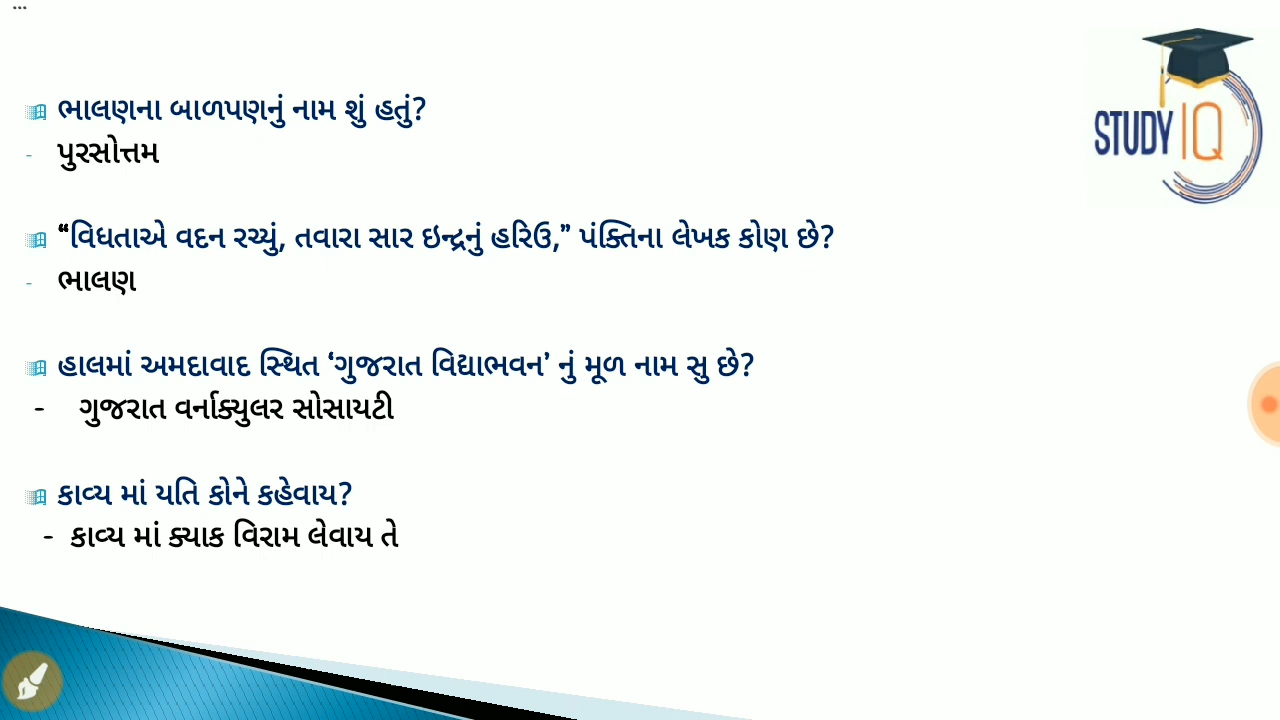 ...
ભાલણના બાળપણનું નામ શું હતું?
- પુરસોત્તમ
“વિધતાએ વદન રચ્યું, તવારા સાર ઇન્દ્રનું હરિઉ,” પંક્તિના લેખક કોણ છે?
- ભાલણ
હાલમાં અમદાવાદ સ્થિત ‘ગુજરાત વિદ્યાભવન’ નું મૂળ નામ સુ છે?
- ગુજરાત વર્નાક્યુલર સોસાયટી
કાવ્ય માં યતિ કોને કહેવાય?
- કાવ્ય માં ક્યાક વિરામ લેવાય તે
STUDY IQ